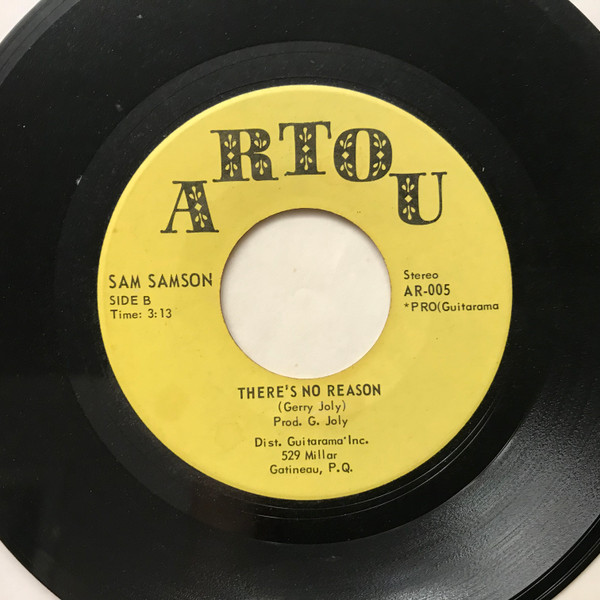 ARTOU
SAM SAMSON
SIDE B
Time: 3:13
Stereo
AR-005
*PRO(Guitarama
THERE'S NO REASON
(Gerry Joly)
Prod. G. Joly
Dist. Guitarama Inc.
529 Millar
Gatineau, P.Q.